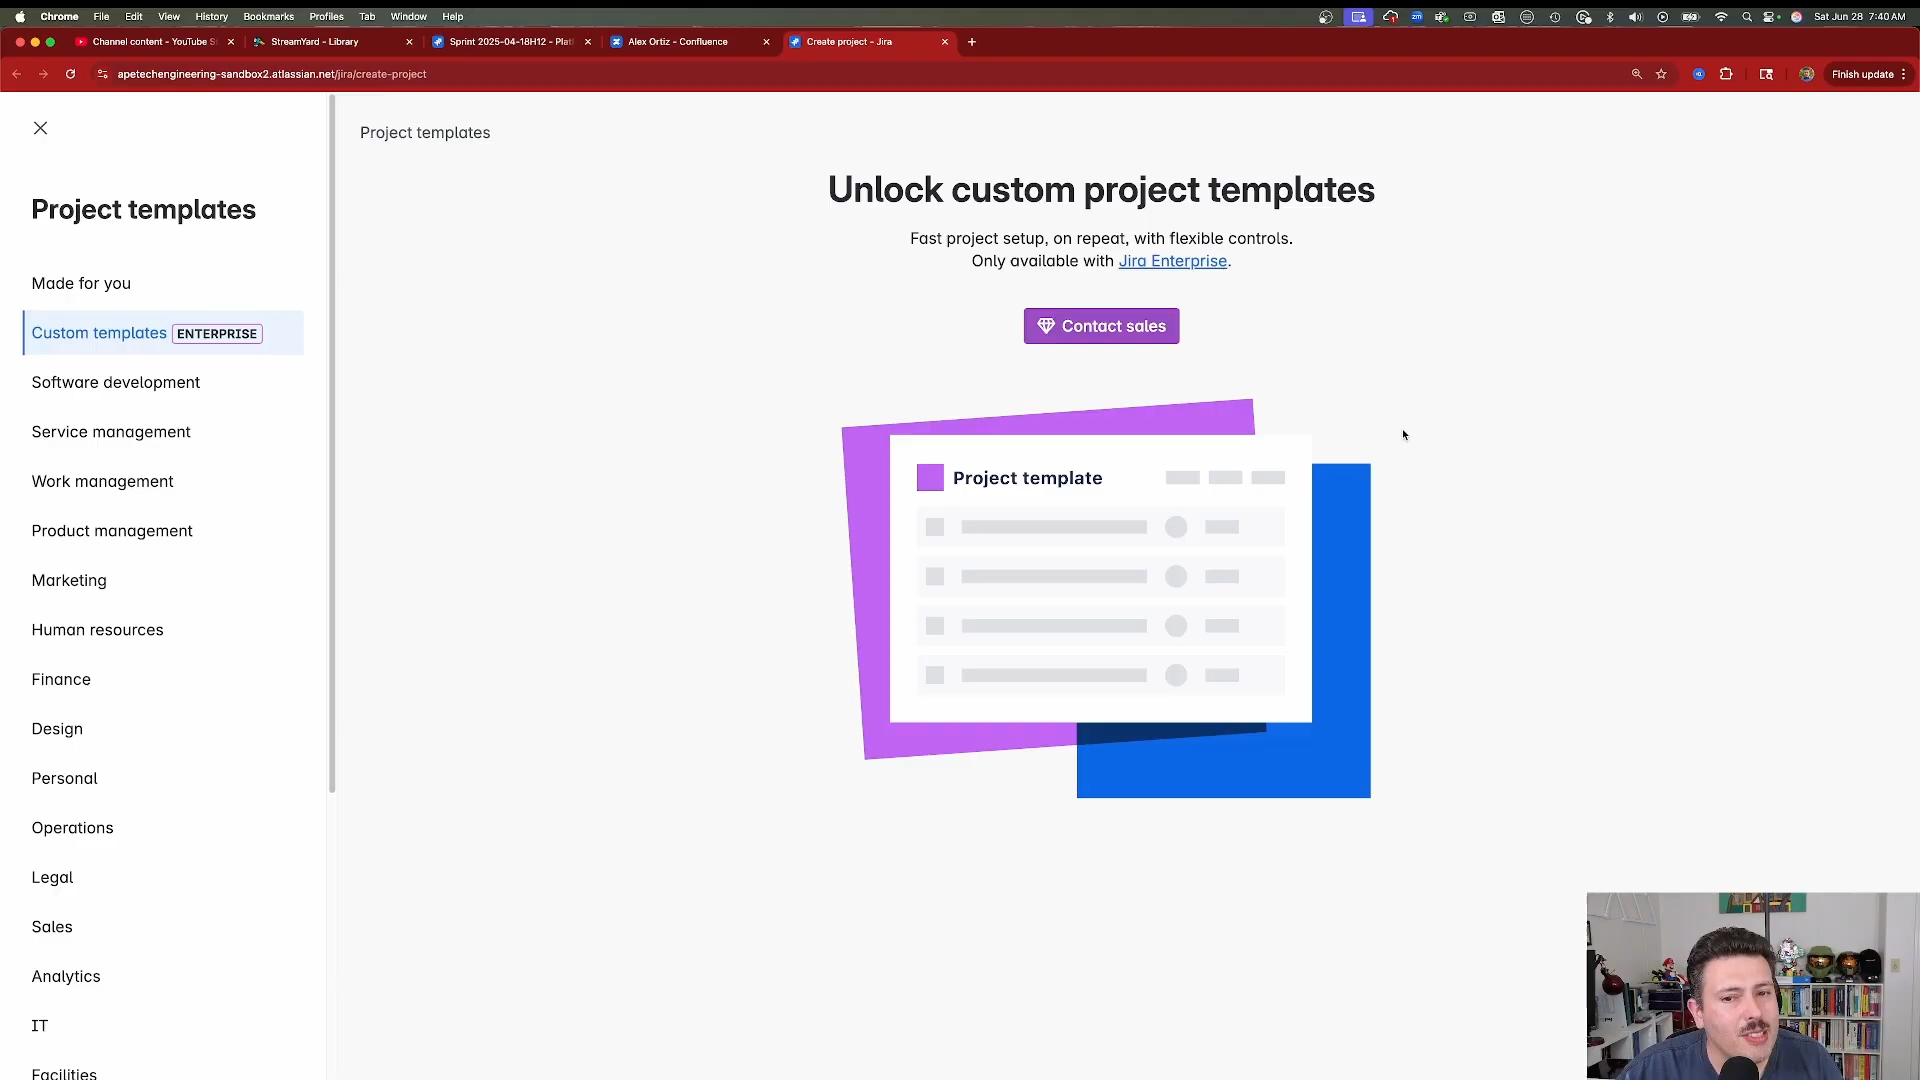 Chrome File Edit View History Bookmarks Profiles Tab Window Help Sat Jun 28 7:40 AM
Channel content - YouTube S
StreamYard - Library
Sprint 2025-04-18H12 - Plat
Alex Ortiz - Confluence
Create project - Jira
apetechengineering-sandbox2.atlassian.net/jira/create-project
Finish update
Project templates
Made for you
Custom templates ENTERPRISE
Software development
Service management
Work management
Product management
Marketing
Human resources
Finance
Design
Personal
Operations
Legal
Sales
Analytics
IT
Facilities
Project templates
Unlock custom project templates
Fast project setup, on repeat, with flexible controls.
Only available with Jira Enterprise.
Contact sales
Project template